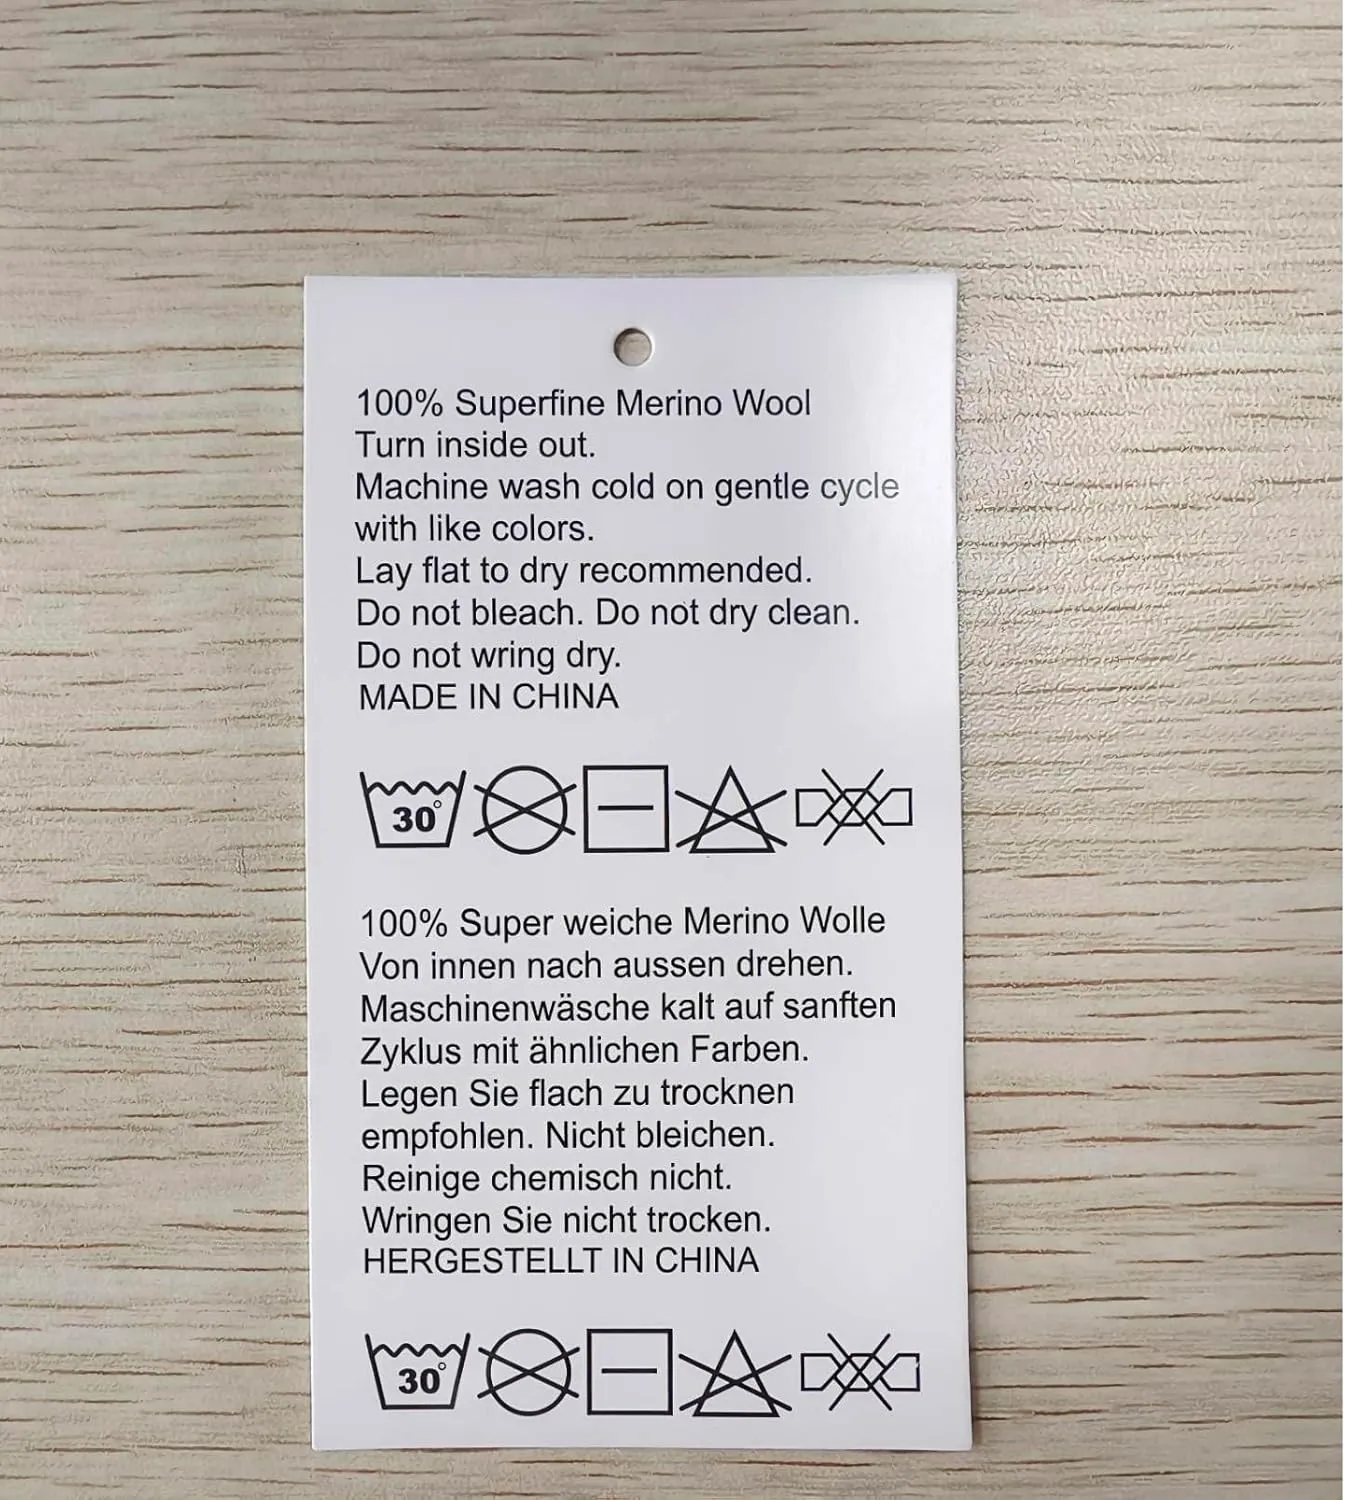 100% Superfine Merino Wool
Turn inside out.
Machine wash cold on gentle cycle
with like colors.
Lay flat to dry recommended.
Do not bleach. Do not dry clean.
Do not wring dry.
MADE IN CHINA
30°
100% Super weiche Merino Wolle
Von innen nach aussen drehen.
Maschinenwäsche kalt auf sanften
Zyklus mit ähnlichen Farben.
Legen Sie flach zu trocknen
empfohlen. Nicht bleichen.
Reinige chemisch nicht.
Wringen Sie nicht trocken.
HERGESTELLT IN CHINA
30°